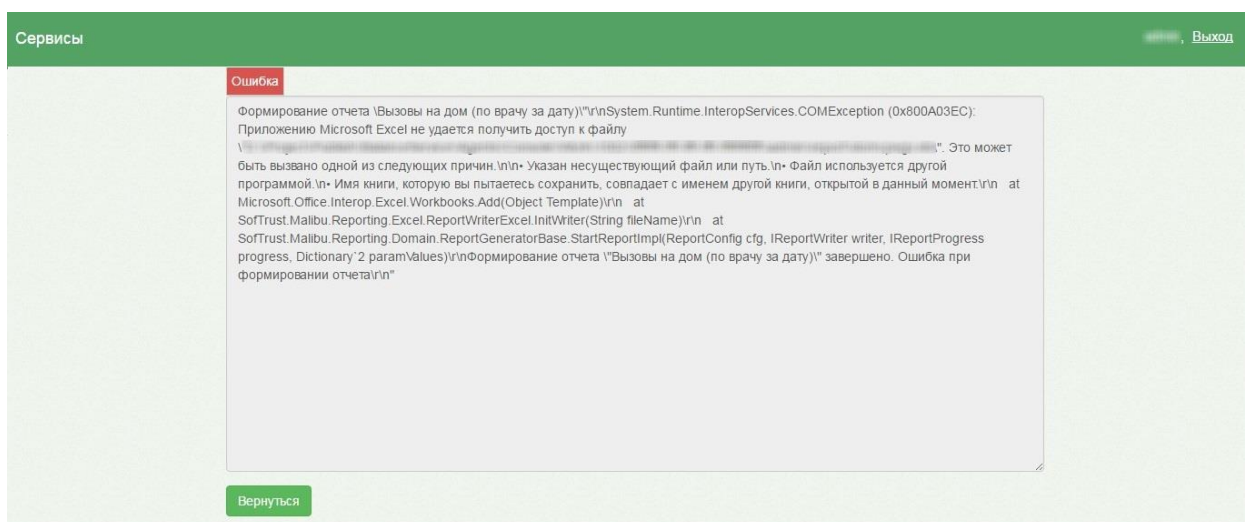 Сервисы
, Выход
Ошибка
Формирование отчета \Вызовы на дом (по врачу за дату)\"\r\nSystem.Runtime.InteropServices.COMException (0x800A03EC):
Приложению Microsoft Excel не удается получить доступ к файлу
\ \". Это может
быть вызвано одной из следующих причин.\n\n• Указан несуществующий файл или путь.\n• Файл используется другой
программой.\n• Имя книги, которую вы пытаетесь сохранить, совпадает с именем другой книги, открытой в данный момент.\r\n at
Microsoft.Office.Interop.Excel.Workbooks.Add(Object Template)\r\n at
SofTrust.Malibu.Reporting.Excel.ReportWriterExcel.InitWriter(String fileName)\r\n at
SofTrust.Malibu.Reporting.Domain.ReportGeneratorBase.StartReportImpl(ReportConfig cfg, IReportWriter writer, IReportProgress
progress, Dictionary`2 paramValues)\r\nФормирование отчета \"Вызовы на дом (по врачу за дату)\" завершено. Ошибка при
формировании отчета\r\n"
Вернуться